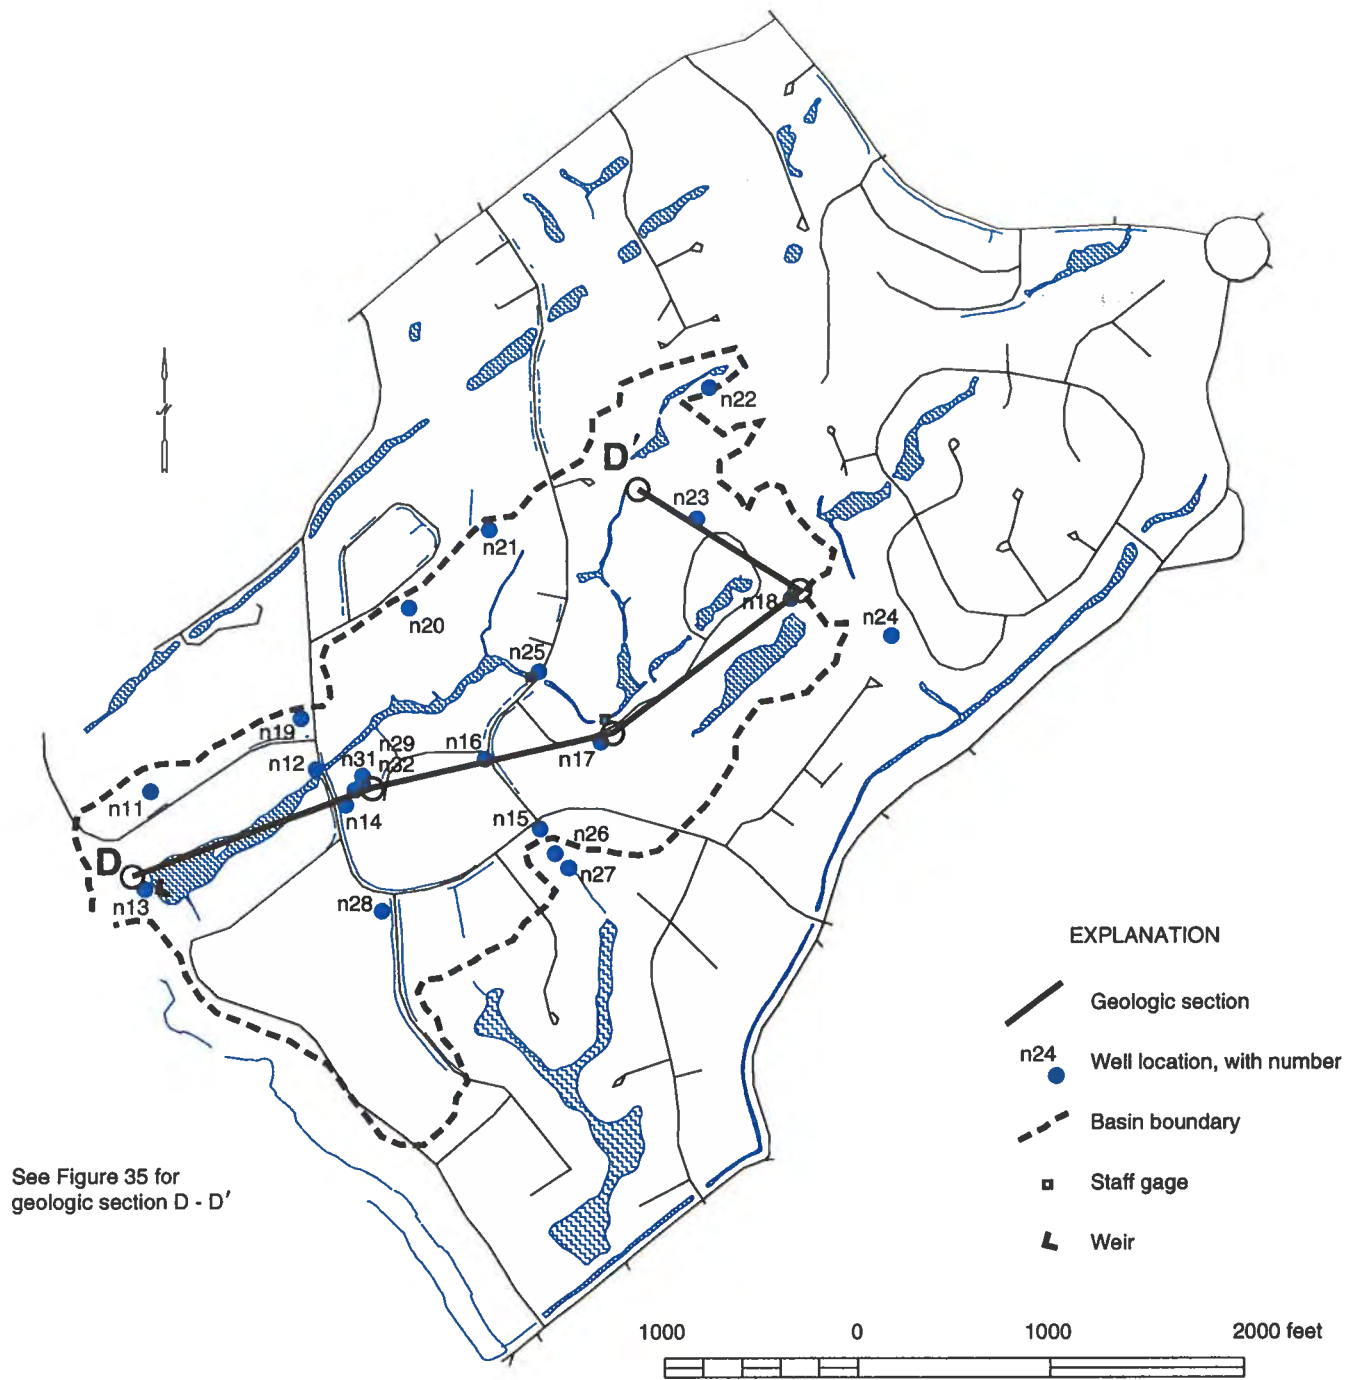 n22
D'
n23
n21
n18
n20
n24
n25
n19
n29
n16
n12
n31
n32
n17
n11
n14
n15
n26
D
n27
n13
n28
N
EXPLANATION
Geologic section
n24
Well location, with number
Basin boundary
Staff gage
Weir
See Figure 35 for
geologic section D - D'
1000 0 1000 2000 feet